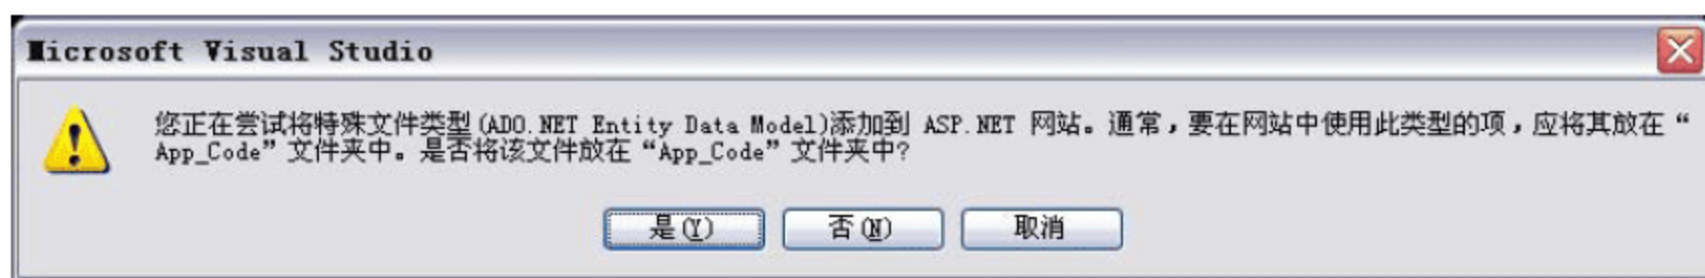 Microsoft Visual Studio
您正在尝试将特殊文件类型(ADO.NET Entity Data Model)添加到 ASP.NET 网站。通常，要在网站中使用此类型的项，应将其放在“
App_Code”文件夹中。是否将该文件放在“App_Code”文件夹中?
是(Y)
否(N)
取消